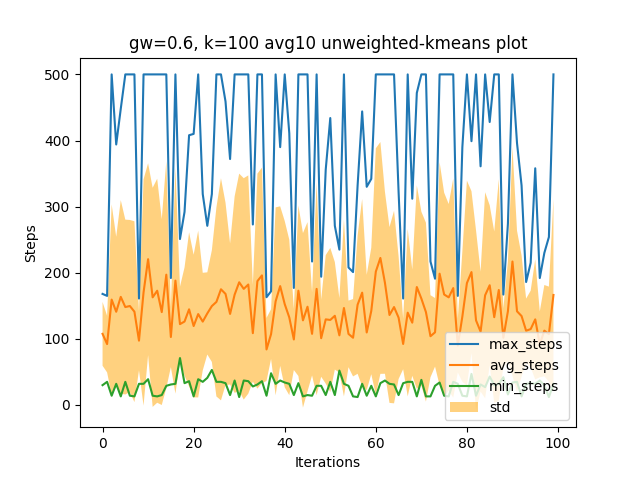 gw=0.6, k=100 avg10 unweighted-kmeans plot
Steps
500
400
300
200
100
0
0
20
40
60
80
100
Iterations
max_steps
avg_steps
min_steps
std